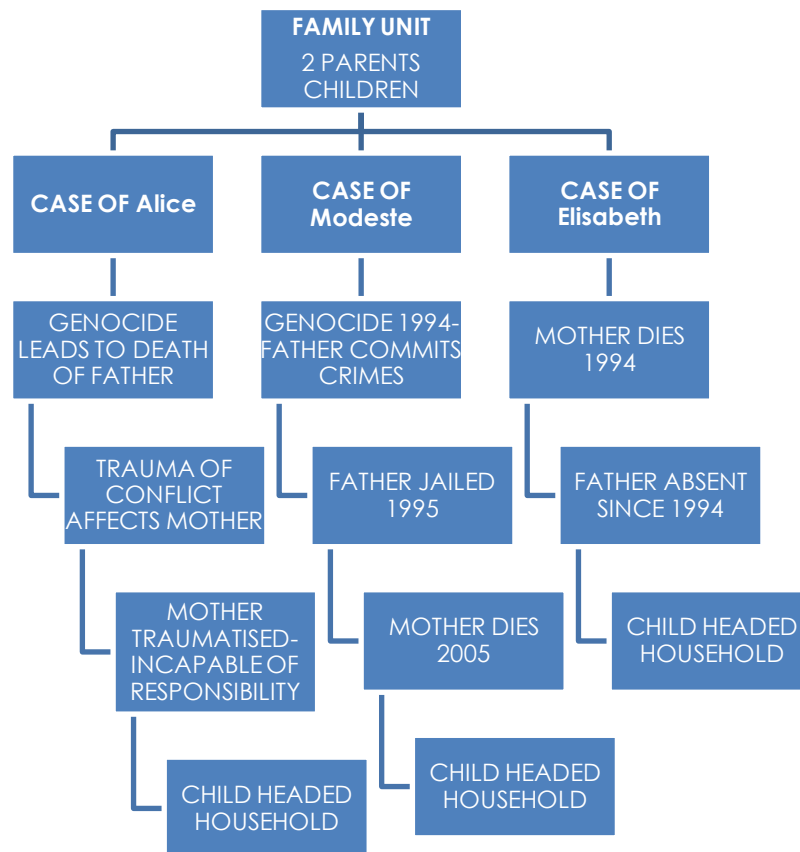 FAMILY UNIT
2 PARENTS
CHILDREN
CASE OF Alice
GENOCIDE
LEADS TO DEATH
OF FATHER
TRAUMA OF
CONFLICT
AFFECTS MOTHER
MOTHER
TRAUMATISED-
INCAPABLE OF
RESPONSIBILITY
CHILD HEADED
HOUSEHOLD
CASE OF
Modeste
GENOCIDE 1994-
FATHER COMMITS
CRIMES
FATHER JAILED
1995
MOTHER DIES
2005
CHILD HEADED
HOUSEHOLD
CASE OF
Elisabeth
MOTHER DIES
1994
FATHER ABSENT
SINCE 1994
CHILD HEADED
HOUSEHOLD